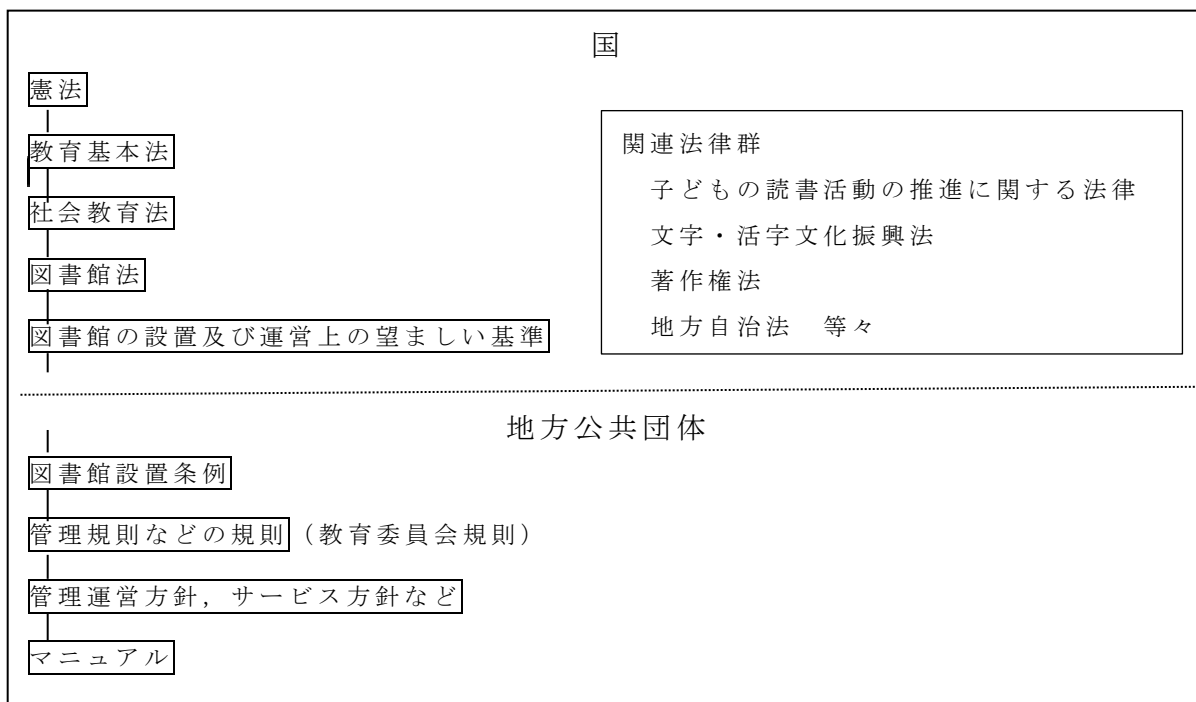 国
憲法
教育基本法
社会教育法
図書館法
図書館の設置及び運営上の望ましい基準
関連法律群
子どもの読書活動の推進に関する法律
文字・活字文化振興法
著作権法
地方自治法　等々
地方公共団体
図書館設置条例
管理規則などの規則（教育委員会規則）
管理運営方針，サービス方針など
マニュアル